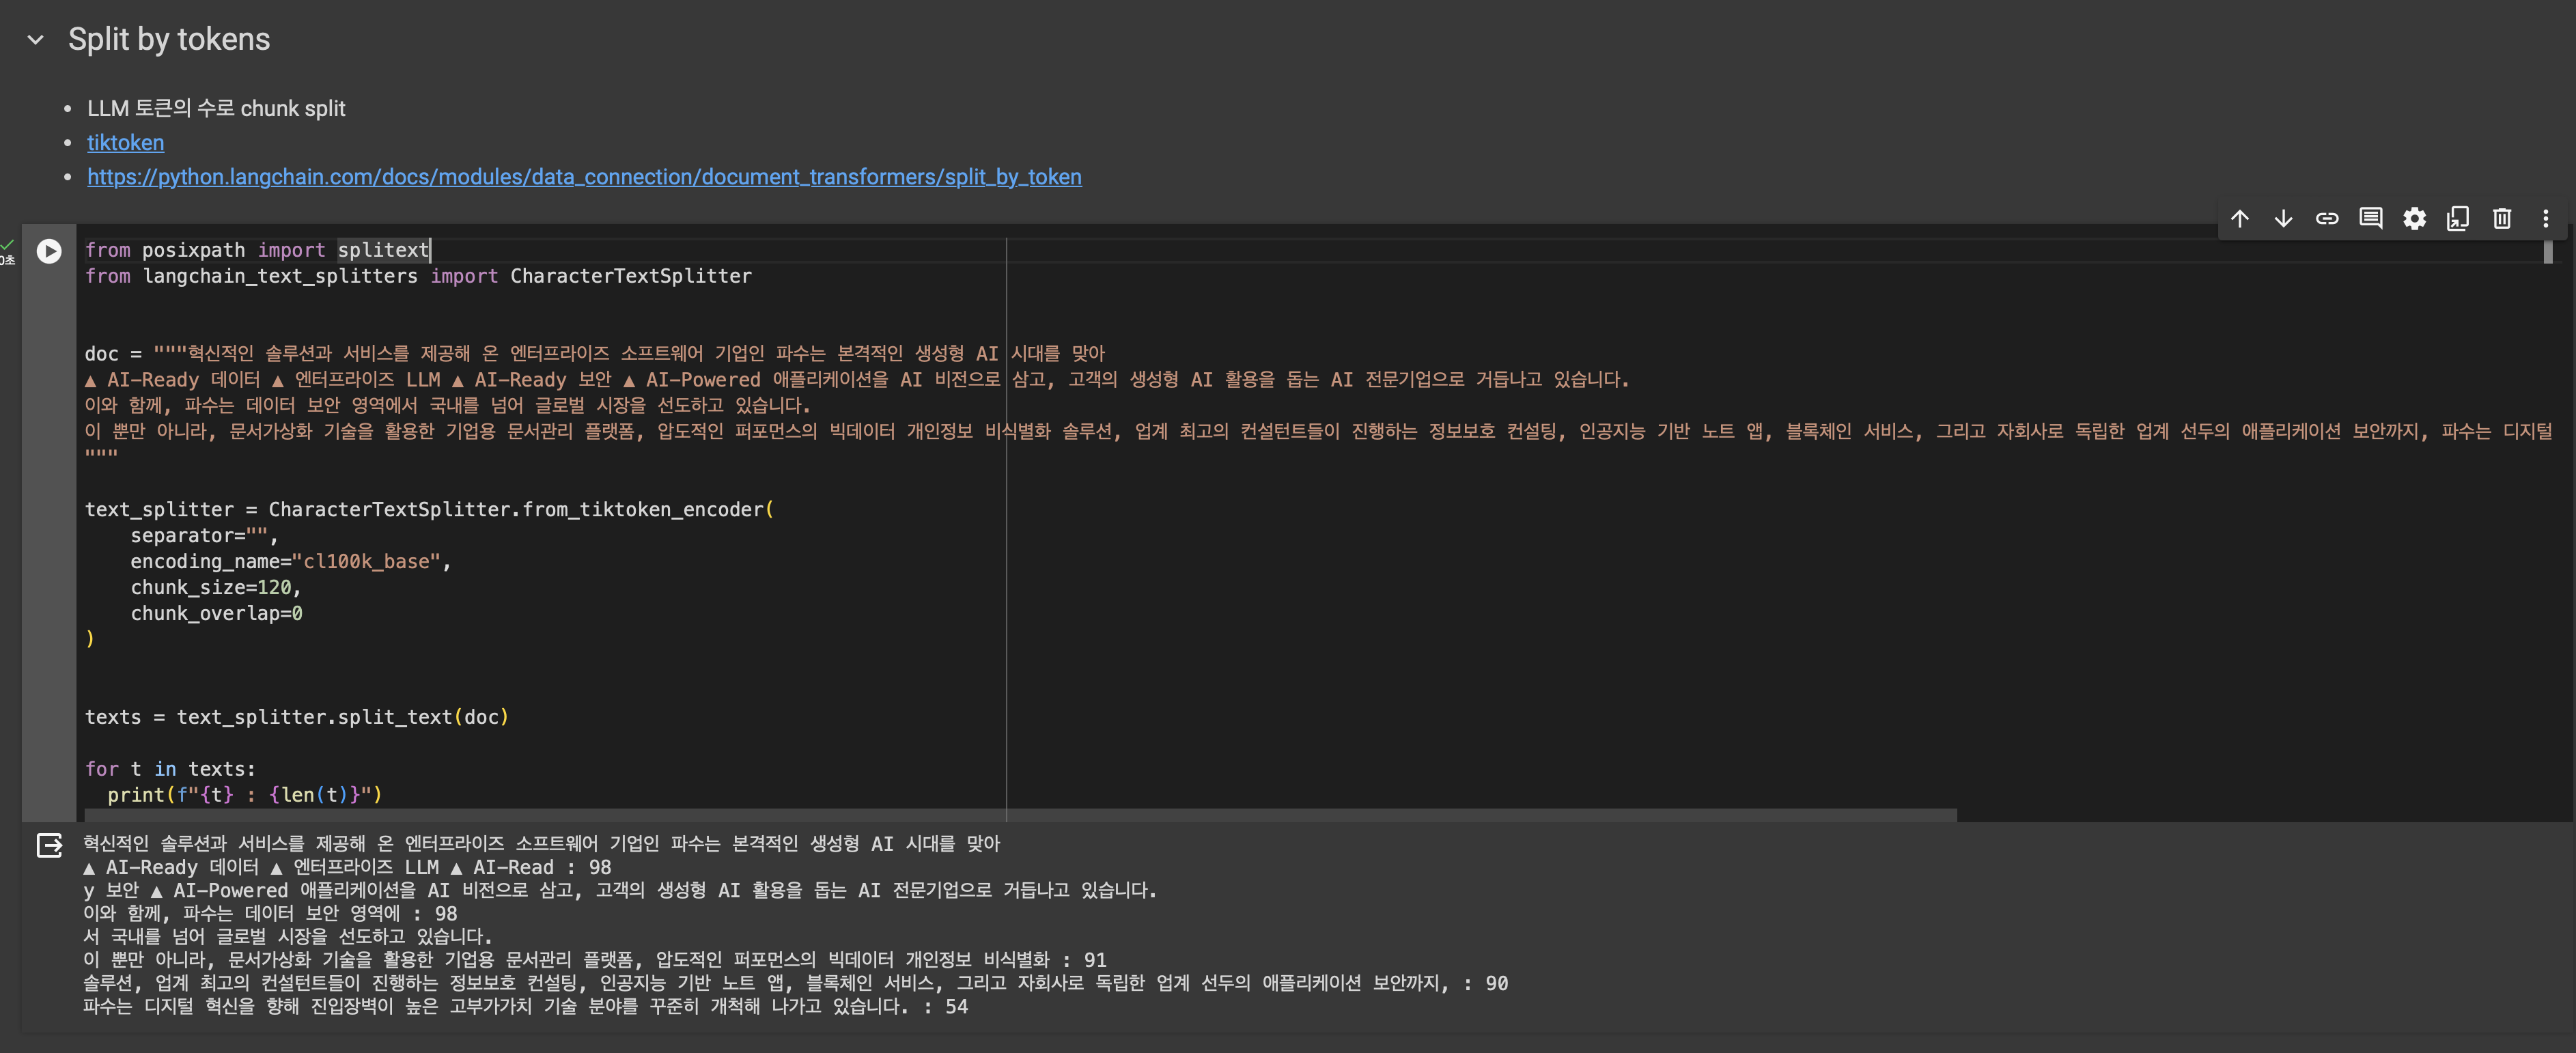 Split by tokens
LLM 토큰의 수로 chunk split
tiktoken
https://python.langchain.com/docs/modules/data_connection/document_transformers/split_by_token
0초
from posixpath import splitext
from langchain_text_splitters import CharacterTextSplitter
doc = """혁신적인 솔루션과 서비스를 제공해 온 엔터프라이즈 소프트웨어 기업인 파수는 본격적인 생성형 AI 시대를 맞아
▲ AI-Ready 데이터 ▲ 엔터프라이즈 LLM ▲ AI-Ready 보안 ▲ AI-Powered 애플리케이션을 AI 비전으로 삼고, 고객의 생성형 AI 활용을 돕는 AI 전문기업으로 거듭나고 있습니다.
이와 함께, 파수는 데이터 보안 영역에서 국내를 넘어 글로벌 시장을 선도하고 있습니다.
이 뿐만 아니라, 문서가상화 기술을 활용한 기업용 문서관리 플랫폼, 압도적인 퍼포먼스의 빅데이터 개인정보 비식별화 솔루션, 업계 최고의 컨설턴트들이 진행하는 정보보호 컨설팅, 인공지능 기반 노트 앱, 블록체인 서비스, 그리고 자회사로 독립한 업계 선두의 애플리케이션 보안까지, 파수는 디지털
"""
text_splitter = CharacterTextSplitter.from_tiktoken_encoder(
    separator="",
    encoding_name="cl100k_base",
    chunk_size=120,
    chunk_overlap=0
)
texts = text_splitter.split_text(doc)
for t in texts:
  print(f"{t} : {len(t)}")
혁신적인 솔루션과 서비스를 제공해 온 엔터프라이즈 소프트웨어 기업인 파수는 본격적인 생성형 AI 시대를 맞아
▲ AI-Ready 데이터 ▲ 엔터프라이즈 LLM ▲ AI-Read : 98
y 보안 ▲ AI-Powered 애플리케이션을 AI 비전으로 삼고, 고객의 생성형 AI 활용을 돕는 AI 전문기업으로 거듭나고 있습니다.
이와 함께, 파수는 데이터 보안 영역에 : 98
서 국내를 넘어 글로벌 시장을 선도하고 있습니다.
이 뿐만 아니라, 문서가상화 기술을 활용한 기업용 문서관리 플랫폼, 압도적인 퍼포먼스의 빅데이터 개인정보 비식별화 : 91
솔루션, 업계 최고의 컨설턴트들이 진행하는 정보보호 컨설팅, 인공지능 기반 노트 앱, 블록체인 서비스, 그리고 자회사로 독립한 업계 선두의 애플리케이션 보안까지, : 90
파수는 디지털 혁신을 향해 진입장벽이 높은 고부가가치 기술 분야를 꾸준히 개척해 나가고 있습니다. : 54